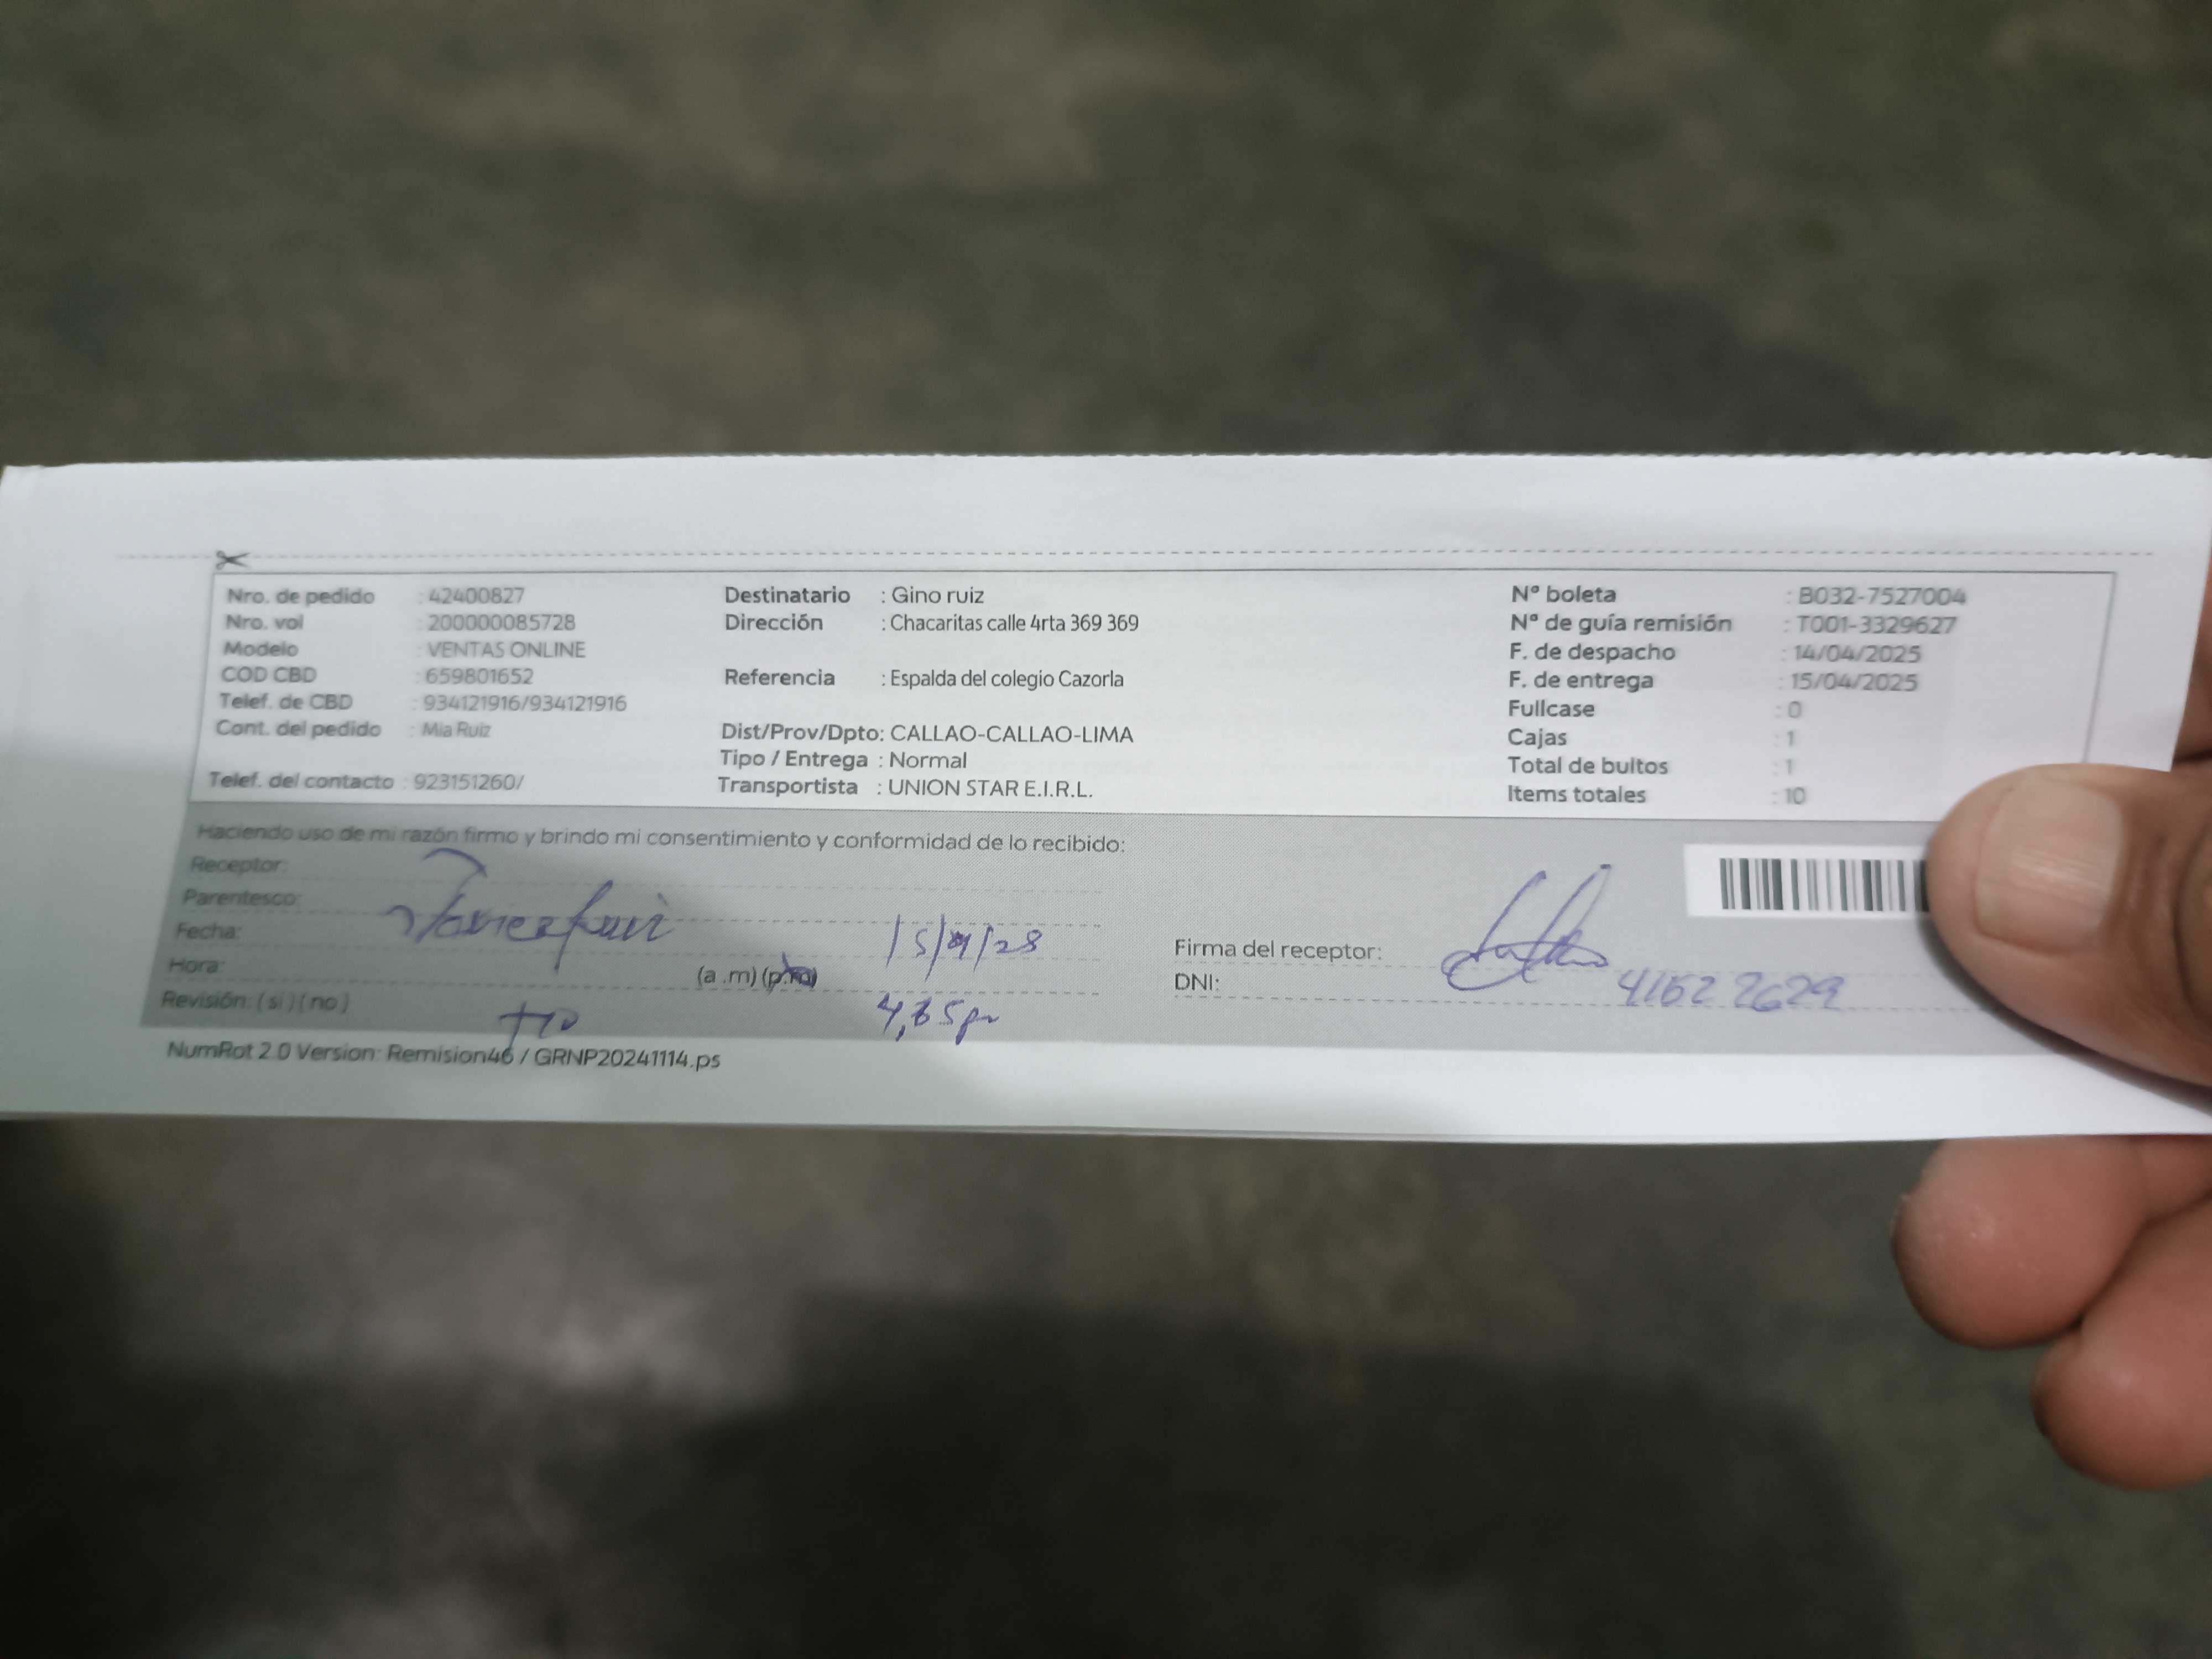 Nro. de pedido : 42400827
Nro. vol : 200000085728
Modelo : VENTAS ONLINE
COD CBD : 659801652
Telef. de CBD : 934121916/934121916
Cont. del pedido : Mia Ruiz
Telef. del contacto : 923151260/
Destinatario : Gino ruiz
Dirección : Chacaritas calle 4rta 369 369
Referencia : Espalda del colegio Cazorla
Dist/Prov/Dpto: CALLAO-CALLAO-LIMA
Tipo / Entrega : Normal
Transportista : UNION STAR E.I.R.L.
Nº boleta : B032-7527004
Nº de guía remisión : T001-3329627
F. de despacho : 14/04/2025
F. de entrega : 15/04/2025
Fullcase : 0
Cajas : 1
Total de bultos : 1
Items totales : 10
Haciendo uso de mi razón firmo y brindo mi consentimiento y conformidad de lo recibido:
Receptor:
Parentesco:
Fecha:
Hora: (a .m) (p.m)
Revisión: ( si ) ( no )
Firma del receptor:
DNI: 41522629
NumRot 2.0 Version: Remision46 / GRNP20241114.ps